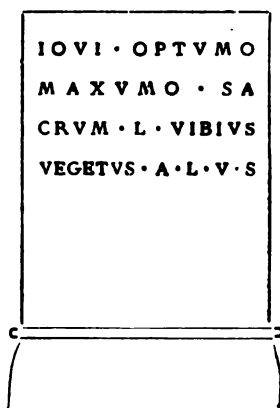 IOVI · OPTVMO
MAXVMO · SA
CRVM · L · VIBIVS
VEGETVS · A · L · V · S